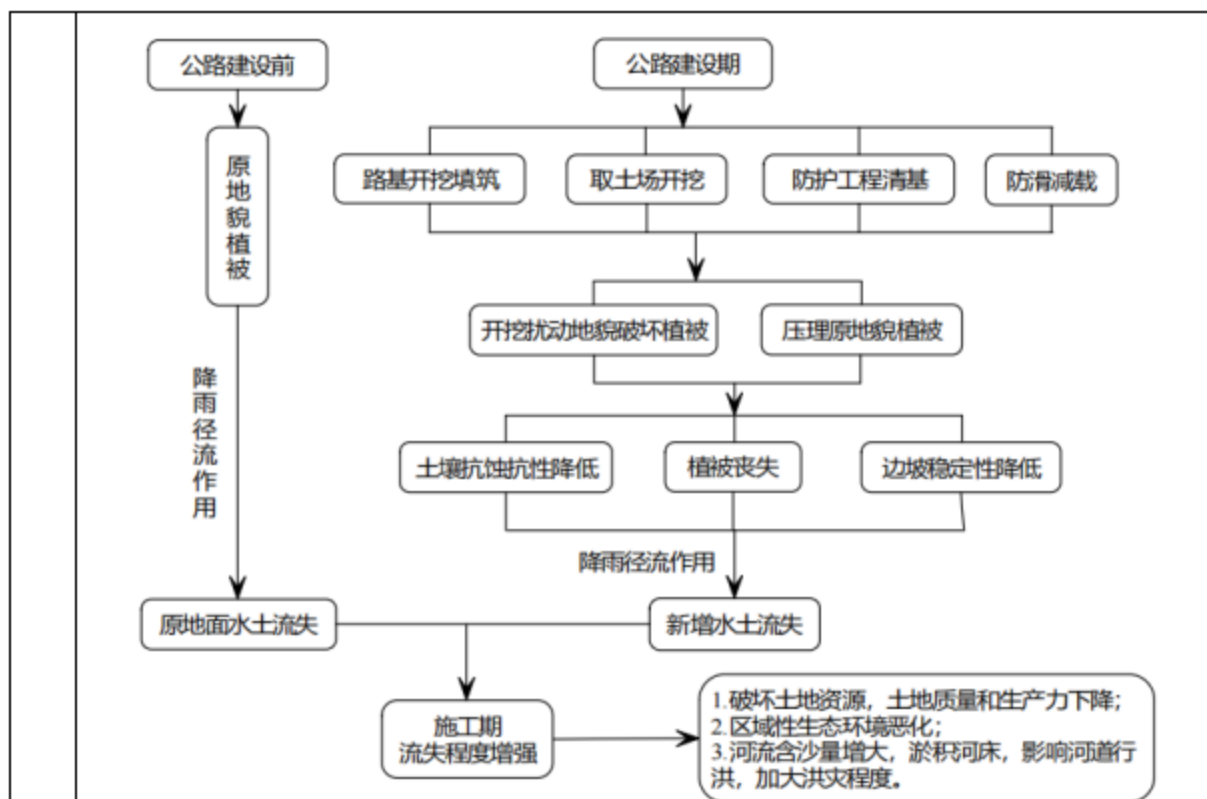 公路建设前
公路建设期
原地貌植被
路基开挖填筑
取土场开挖
防护工程清基
防滑减载
开挖扰动地貌破坏植被
压理原地貌植被
降雨径流作用
土壤抗蚀抗性降低
植被丧失
边坡稳定性降低
降雨径流作用
原地面水土流失
新增水土流失
施工期
流失程度增强
1.破坏土地资源，土地质量和生产力下降；
2.区域性生态环境恶化；
3.河流含沙量增大，淤积河床，影响河道行
洪，加大洪灾程度。